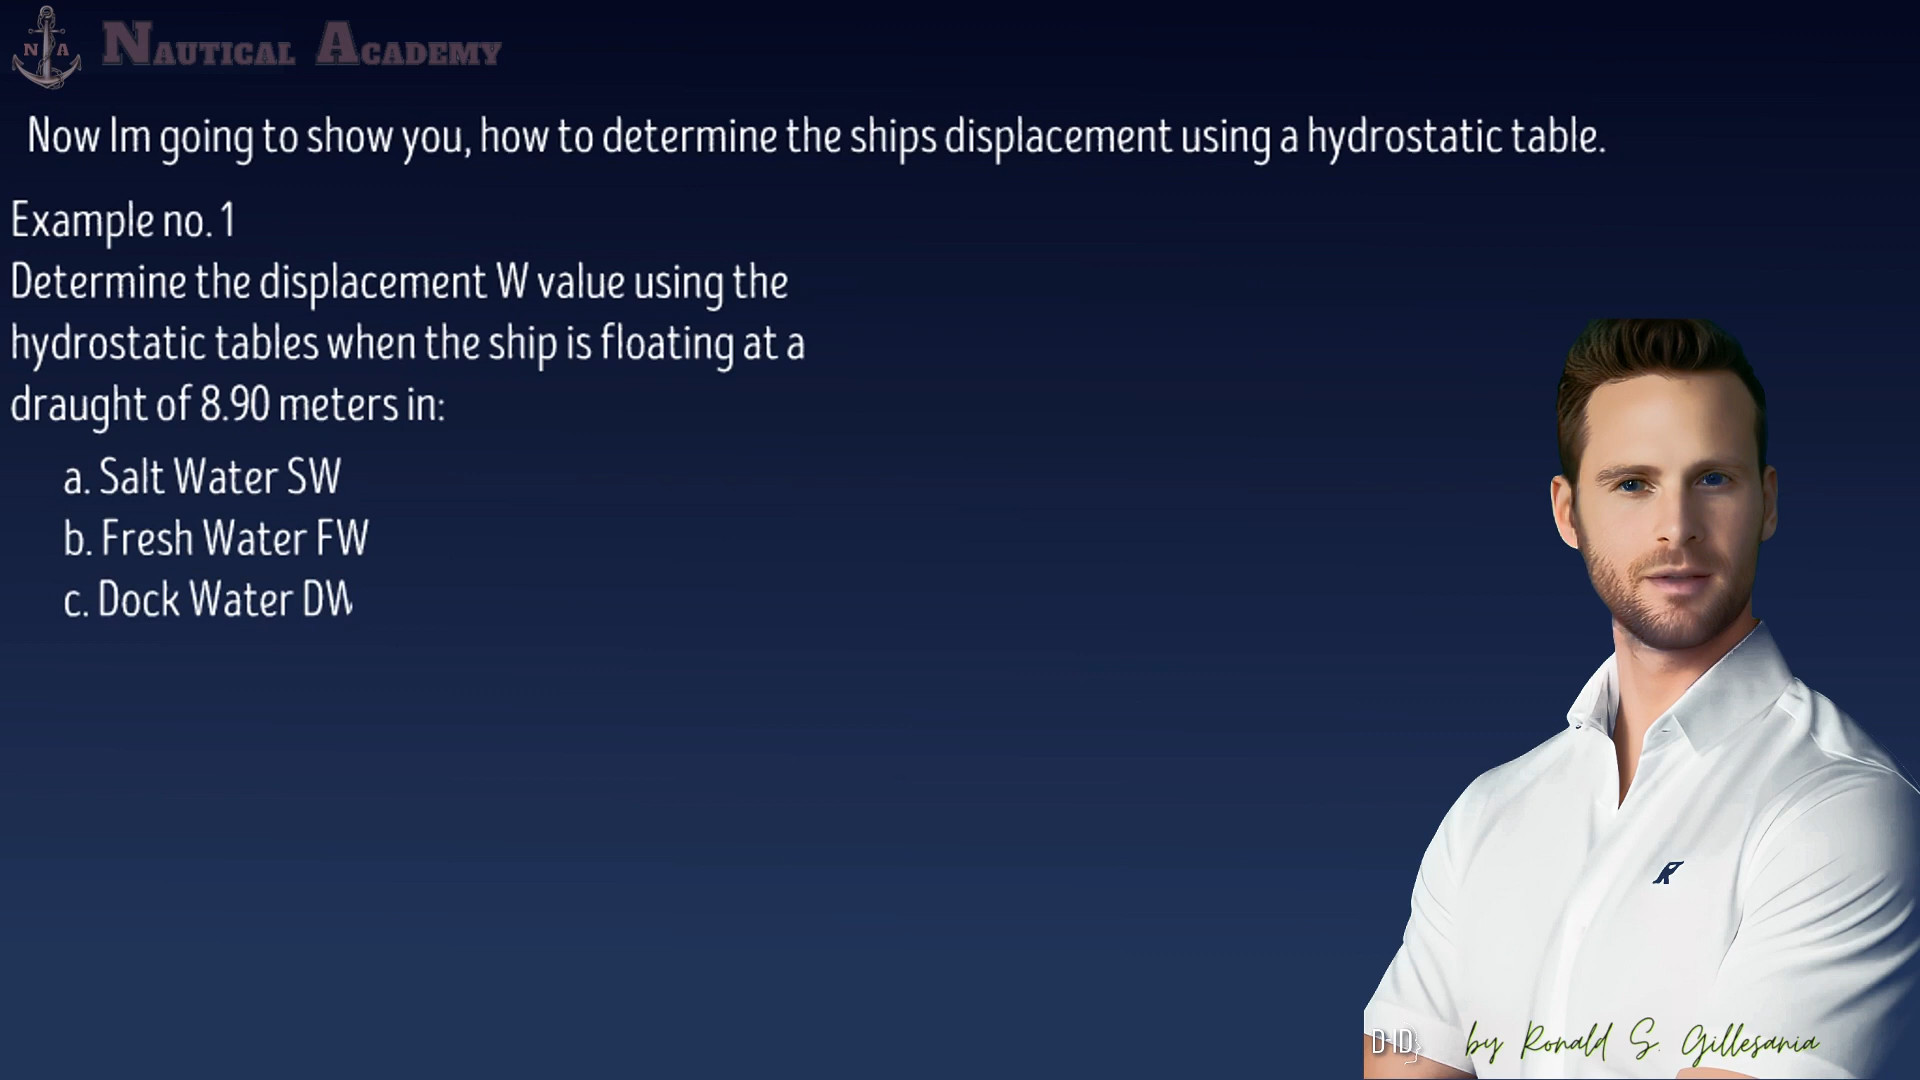 N A NAUTICAL ACADEMY
Now Im going to show you, how to determine the ships displacement using a hydrostatic table.
Example no. 1
Determine the displacement W value using the
hydrostatic tables when the ship is floating at a
draught of 8.90 meters in:
a. Salt Water SW
b. Fresh Water FW
c. Dock Water DW
D-ID
by Ronald S. Gillesania